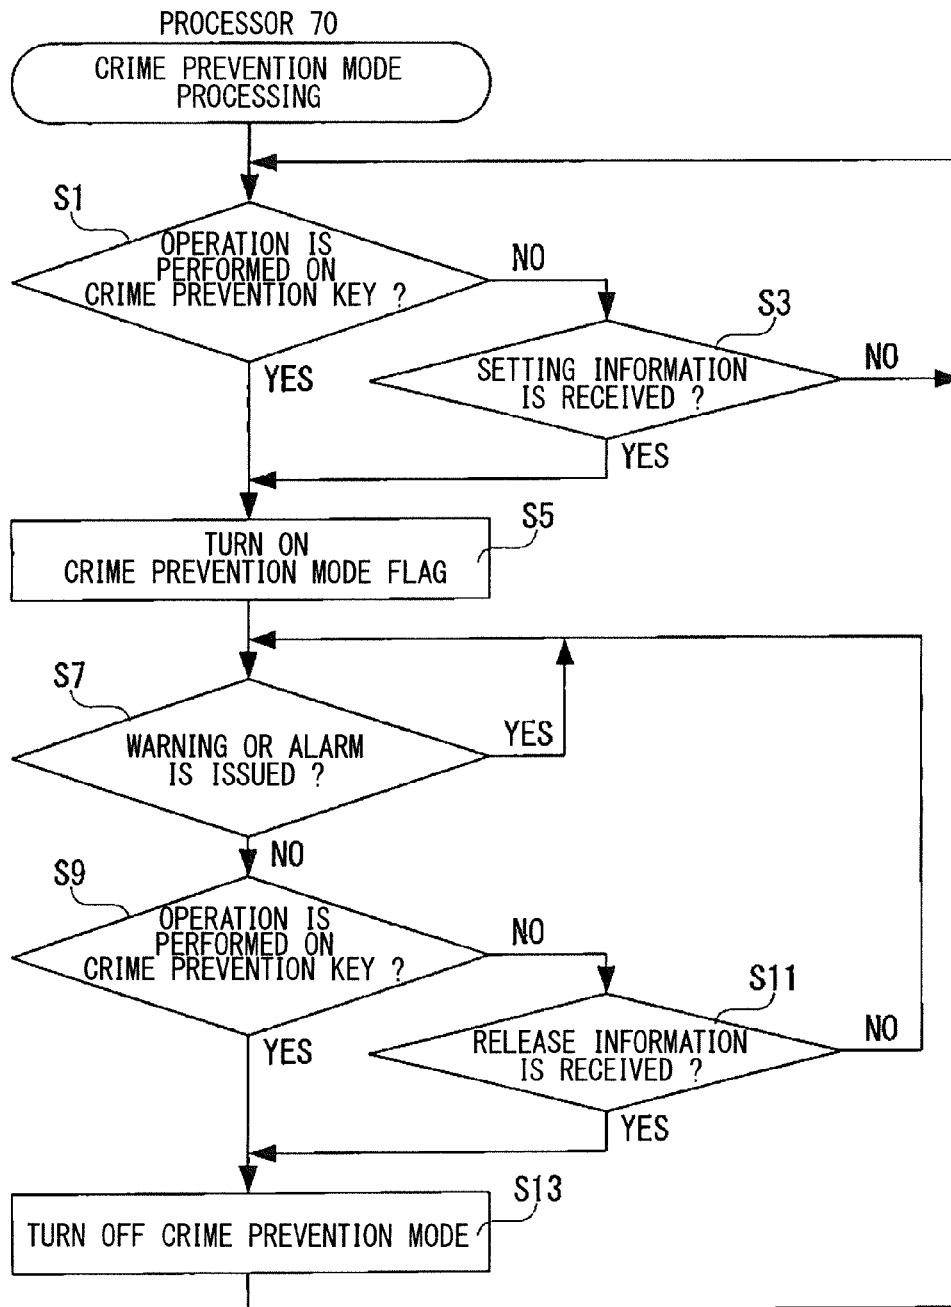 PROCESSOR 70
CRIME PREVENTION MODE
PROCESSING
S1
OPERATION IS
PERFORMED ON
CRIME PREVENTION KEY ?
NO
YES
S3
SETTING INFORMATION
IS RECEIVED ?
NO
YES
S5
TURN ON
CRIME PREVENTION MODE FLAG
S7
WARNING OR ALARM
IS ISSUED ?
YES
NO
S9
OPERATION IS
PERFORMED ON
CRIME PREVENTION KEY ?
NO
YES
S11
RELEASE INFORMATION
IS RECEIVED ?
NO
YES
S13
TURN OFF CRIME PREVENTION MODE